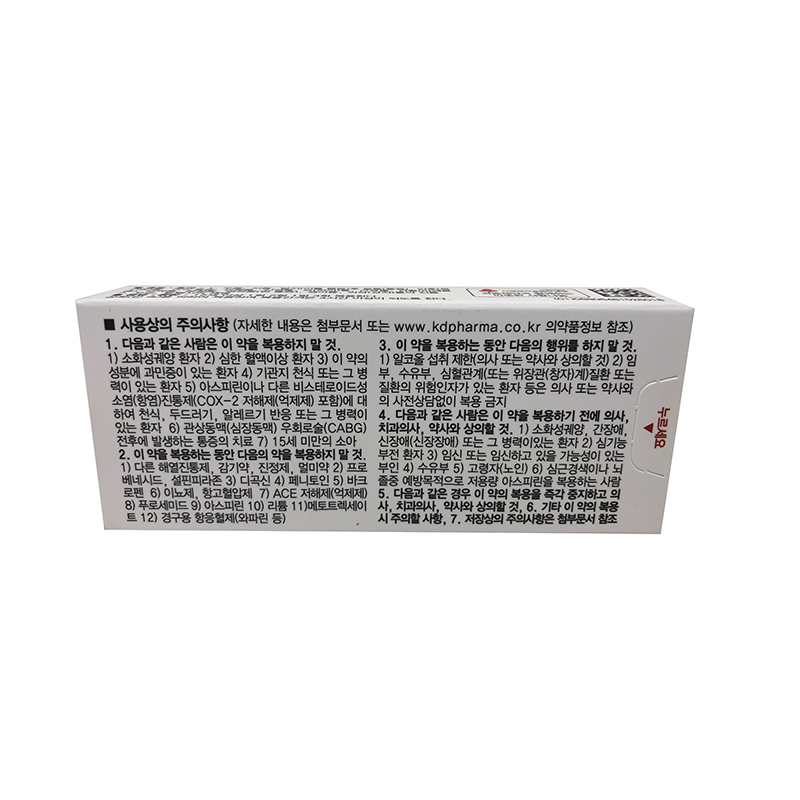 ■ 사용상의 주의사항 (자세한 내용은 첨부문서 또는 www.kdpharma.co.kr 의약품정보 참조)
1. 다음과 같은 사람은 이 약을 복용하지 말 것.
1) 소화성궤양 환자 2) 심한 혈액이상 환자 3) 이 약의
성분에 과민증이 있는 환자 4) 기관지 천식 또는 그 병
력이 있는 환자 5) 아스피린이나 다른 비스테로이드성
소염(항염)진통제(COX-2 저해제(억제제) 포함)에 대
하여 천식, 두드러기, 알레르기 반응 또는 그 병력이
있는 환자 6) 관상동맥(심장동맥) 우회로술(CABG)
전후에 발생하는 통증의 치료 7) 15세 미만의 소아
2. 이 약을 복용하는 동안 다음의 약을 복용하지 말 것.
1) 다른 해열진통제, 감기약, 진정제, 멀미약 2) 프로
베네시드, 설핀피라존 3) 디곡신 4) 페니토인 5) 바크
로펜 6) 이뇨제, 항고혈압제 7) ACE 저해제(억제제)
8) 푸로세미드 9) 아스피린 10) 리튬 11)메토트렉세이
트 12) 경구용 항응혈제(와파린 등)
3. 이 약을 복용하는 동안 다음의 행위를 하지 말 것.
1) 알코올 섭취 제한(의사 또는 약사와 상의할 것) 2) 임
부, 수유부, 심혈관계(또는 위장관(창자)계)질환 또는
질환의 위험인자가 있는 환자 등은 의사 또는 약사와
의 사전상담없이 복용 금지
4. 다음과 같은 사람은 이 약을 복용하기 전에 의사,
치과의사, 약사와 상의할 것. 1) 소화성궤양, 간장애,
신장애(신장장애) 또는 그 병력이있는 환자 2) 심기능
부전 환자 3) 임신 또는 임신하고 있을 가능성이 있는
부인 4) 수유부 5) 고령자(노인) 6) 심근경색이나 뇌
졸중 예방목적으로 저용량 아스피린을 복용하는 사람
5. 다음과 같은 경우 이 약의 복용을 즉각 중지하고 의
사, 치과의사, 약사와 상의할 것, 6. 기타 이 약의 복용
시 주의할 사항, 7. 저장상의 주의사항은 첨부문서 참조
누르세요